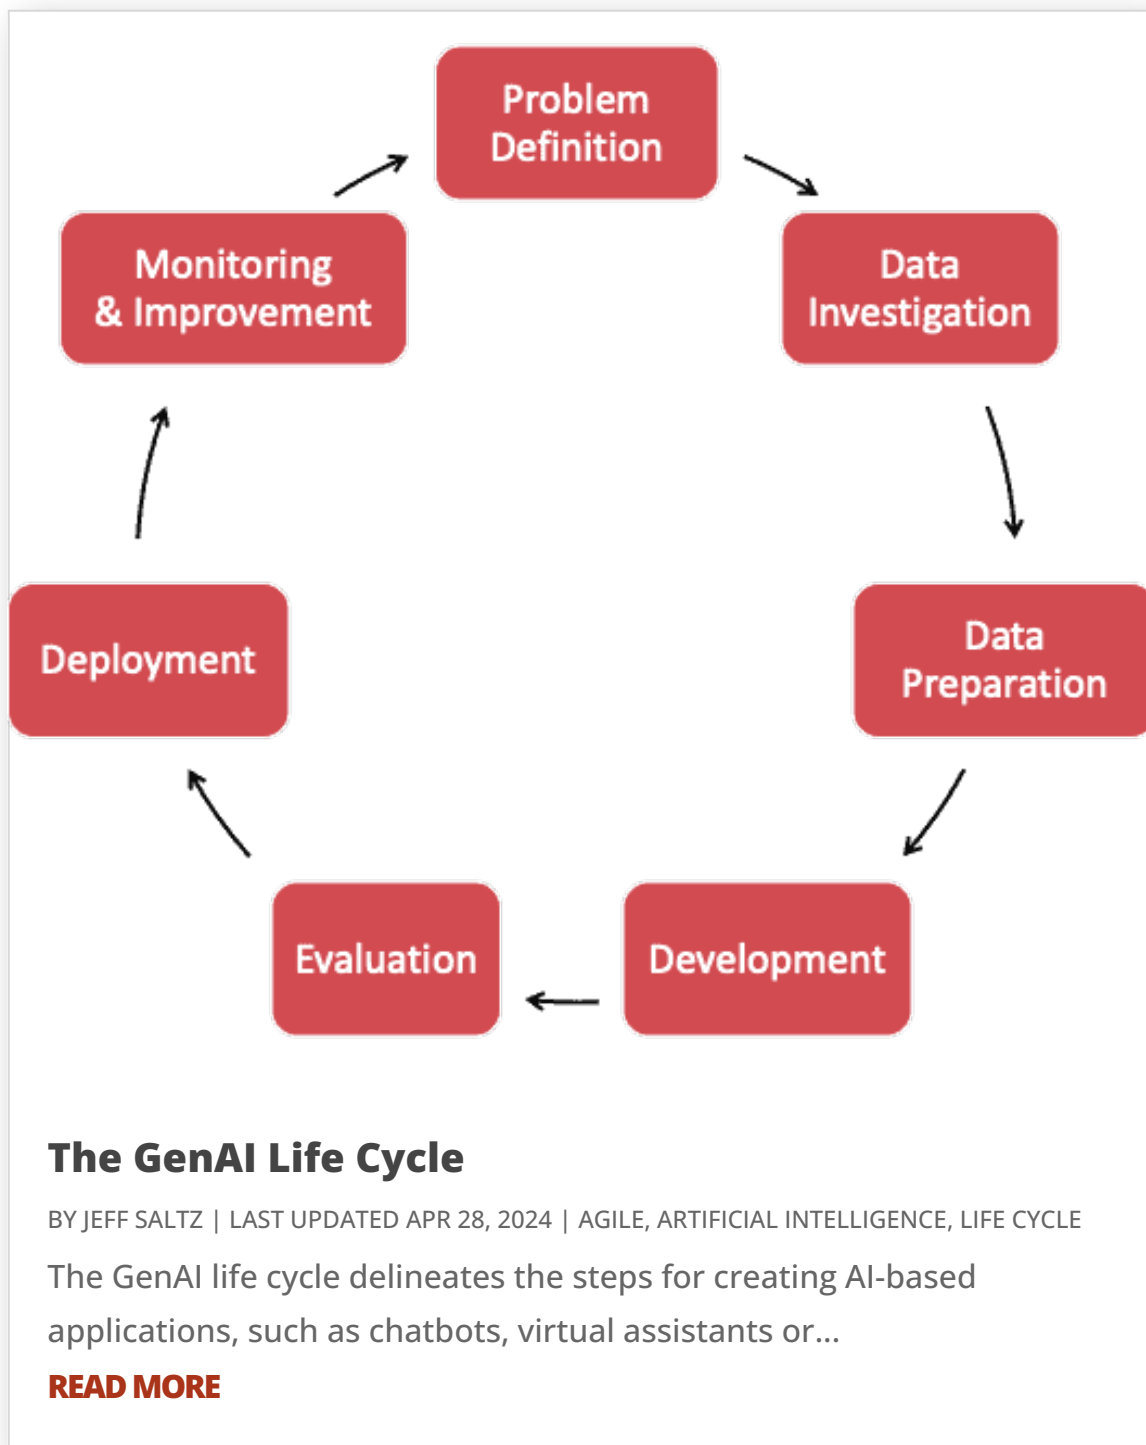 Problem
Definition
Monitoring
& Improvement
Data
Investigation
Deployment
Data
Preparation
Evaluation
Development
The GenAI Life Cycle
BY JEFF SALTZ | LAST UPDATED APR 28, 2024 | AGILE, ARTIFICIAL INTELLIGENCE, LIFE CYCLE
The GenAI life cycle delineates the steps for creating AI-based
applications, such as chatbots, virtual assistants or...
READ MORE